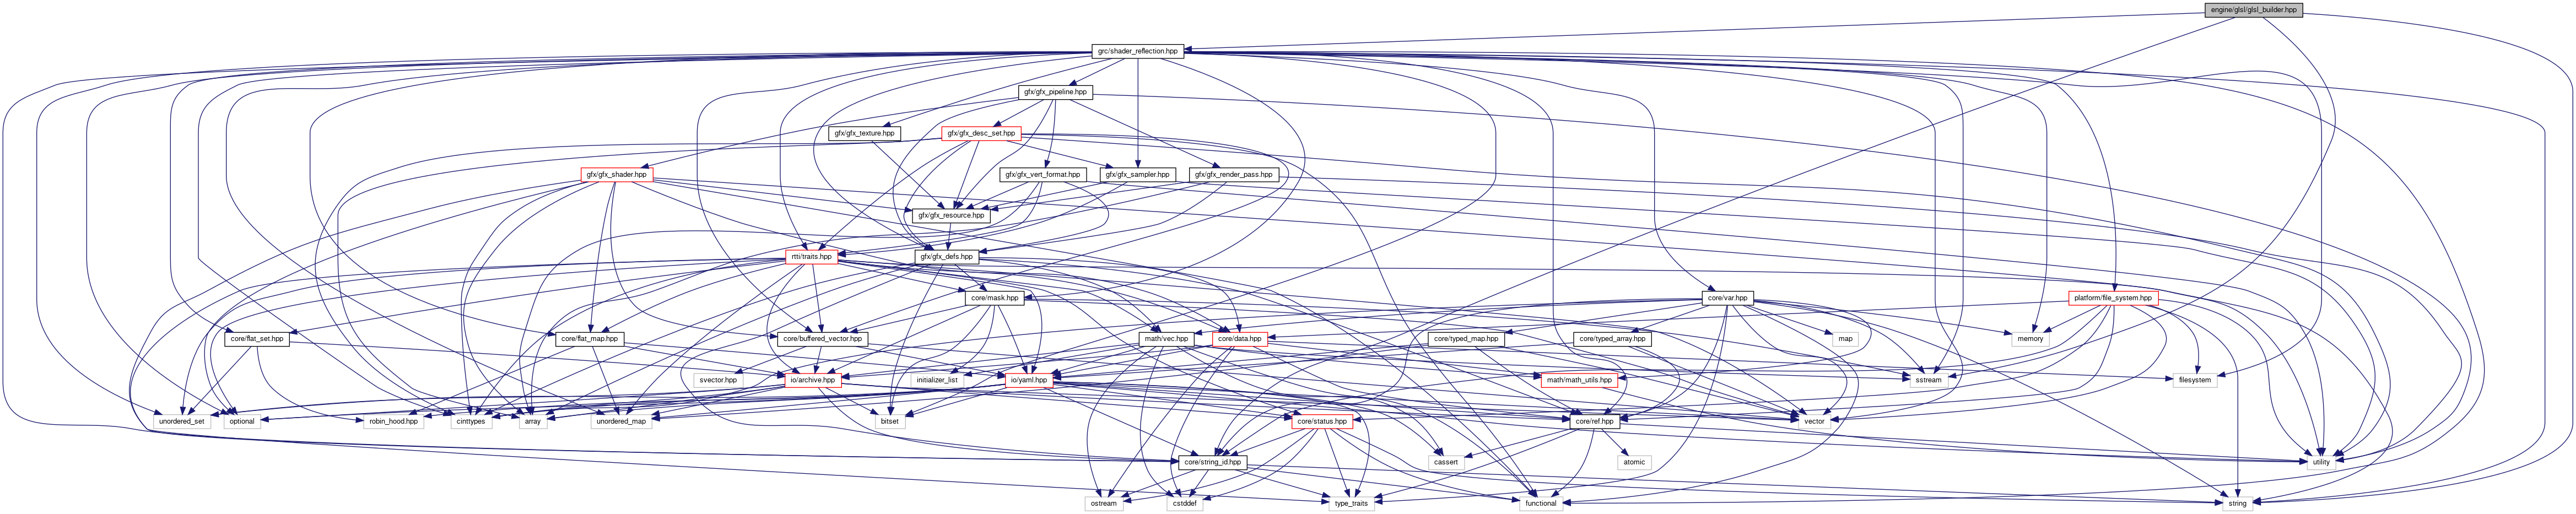 engine/glsl/glsl_builder.hpp
grc/shader_reflection.hpp
gfx/gfx_pipeline.hpp
gfx/gfx_texture.hpp
gfx/gfx_desc_set.hpp
gfx/gfx_shader.hpp
gfx/gfx_vert_format.hpp
gfx/gfx_sampler.hpp
gfx/gfx_render_pass.hpp
gfx/gfx_resource.hpp
rtti/traits.hpp
gfx/gfx_defs.hpp
core/mask.hpp
core/var.hpp
platform/file_system.hpp
core/flat_set.hpp
core/flat_map.hpp
core/buffered_vector.hpp
math/vec.hpp
core/data.hpp
core/typed_map.hpp
core/typed_array.hpp
map
memory
svector.hpp
io/archive.hpp
initializer_list
io/yaml.hpp
math/math_utils.hpp
sstream
filesystem
unordered_set
optional
robin_hood.hpp
cinttypes
array
unordered_map
bitset
core/status.hpp
core/ref.hpp
vector
core/string_id.hpp
cassert
atomic
utility
ostream
cstddef
type_traits
functional
string